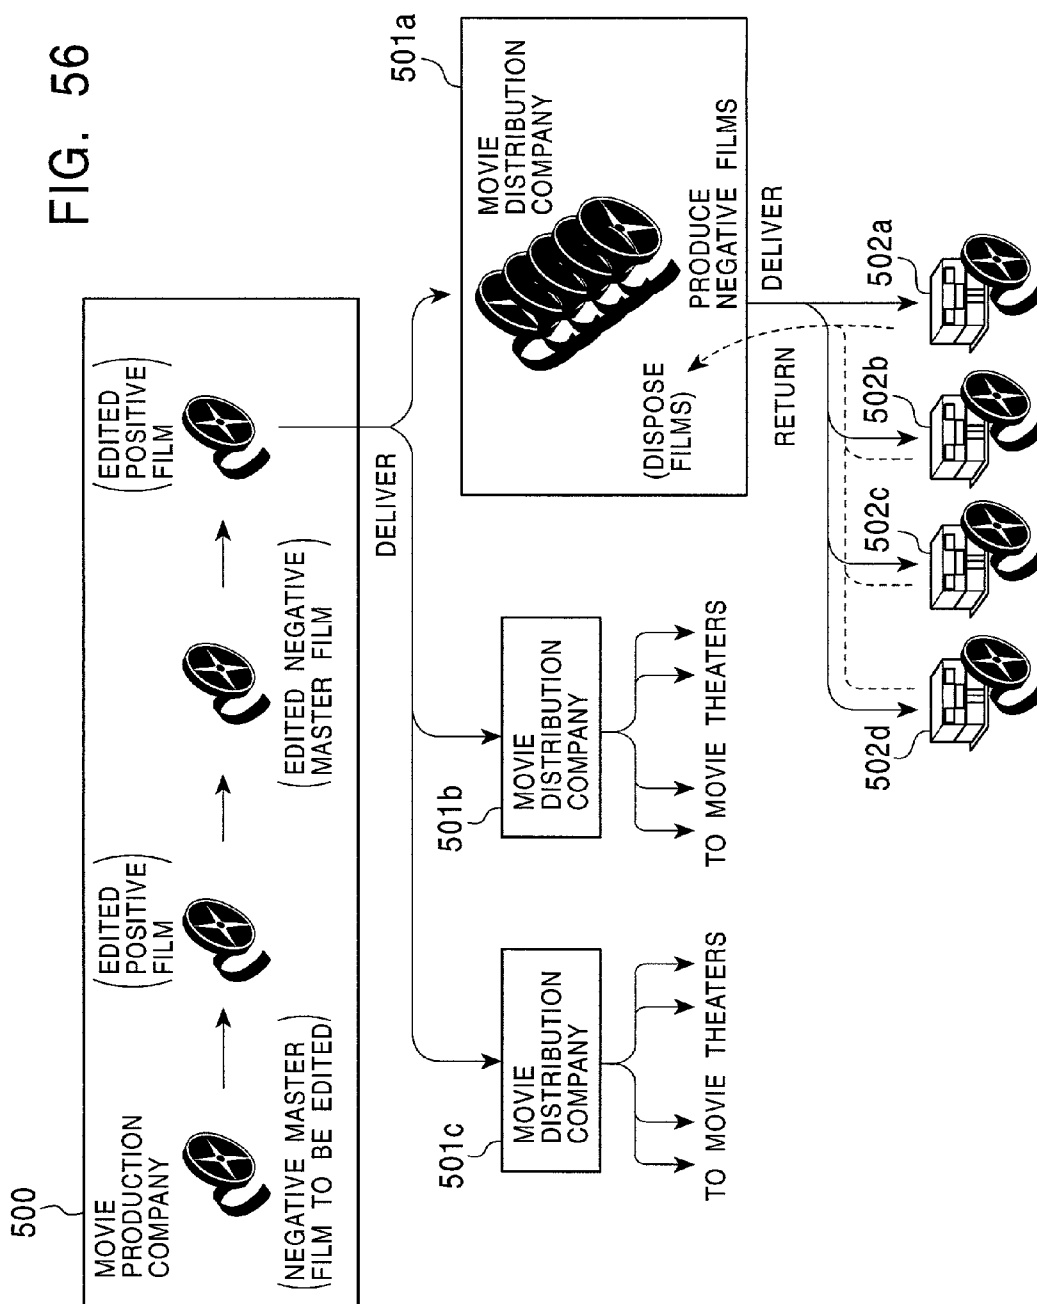 FIG. 56
500
MOVIE
PRODUCTION
COMPANY
(NEGATIVE MASTER
FILM TO BE EDITED)
(EDITED
POSITIVE
FILM)
(EDITED NEGATIVE
MASTER FILM)
(EDITED
POSITIVE
FILM)
DELIVER
501c
MOVIE
DISTRIBUTION
COMPANY
TO MOVIE THEATERS
501b
MOVIE
DISTRIBUTION
COMPANY
TO MOVIE THEATERS
501a
MOVIE
DISTRIBUTION
COMPANY
(DISPOSE
FILMS)
PRODUCE
NEGATIVE FILMS
RETURN
DELIVER
502d
502c
502b
502a